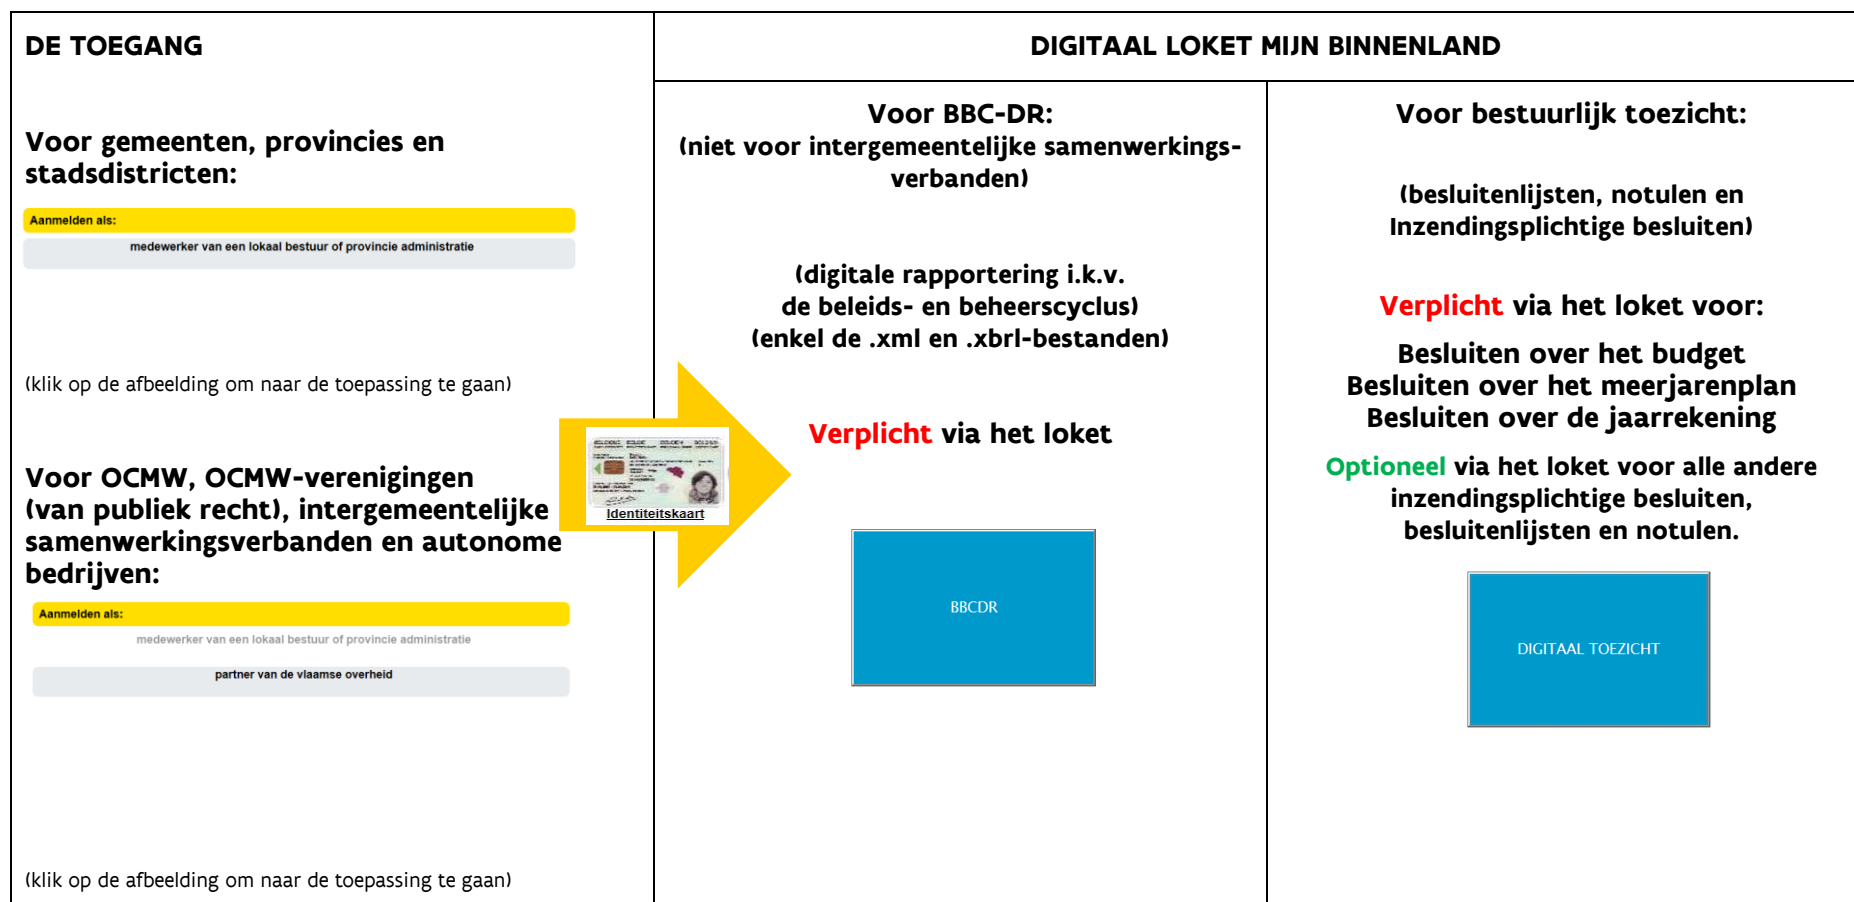 DE TOEGANG
DIGITAAL LOKET MIJN BINNENLAND
Voor gemeenten, provincies en
stadsdistricten:
Aanmelden als:
medewerker van een lokaal bestuur of provincie administratie
(klik op de afbeelding om naar de toepassing te gaan)
Voor OCMW, OCMW-verenigingen
(van publiek recht), intergemeentelijke
samenwerkingsverbanden en autonome
bedrijven:
Aanmelden als:
medewerker van een lokaal bestuur of provincie administratie
partner van de vlaamse overheid
(klik op de afbeelding om naar de toepassing te gaan)
Identiteitskaart
Voor BBC-DR:
(niet voor intergemeentelijke samenwerkings-
verbanden)
(digitale rapportering i.k.v.
de beleids- en beheerscyclus)
(enkel de .xml en .xbrl-bestanden)
Verplicht via het loket
BBCDR
Voor bestuurlijk toezicht:
(besluitenlijsten, notulen en
Inzendingsplichtige besluiten)
Verplicht via het loket voor:
Besluiten over het budget
Besluiten over het meerjarenplan
Besluiten over de jaarrekening
Optioneel via het loket voor alle andere
inzendingsplichtige besluiten,
besluitenlijsten en notulen.
DIGITAAL TOEZICHT